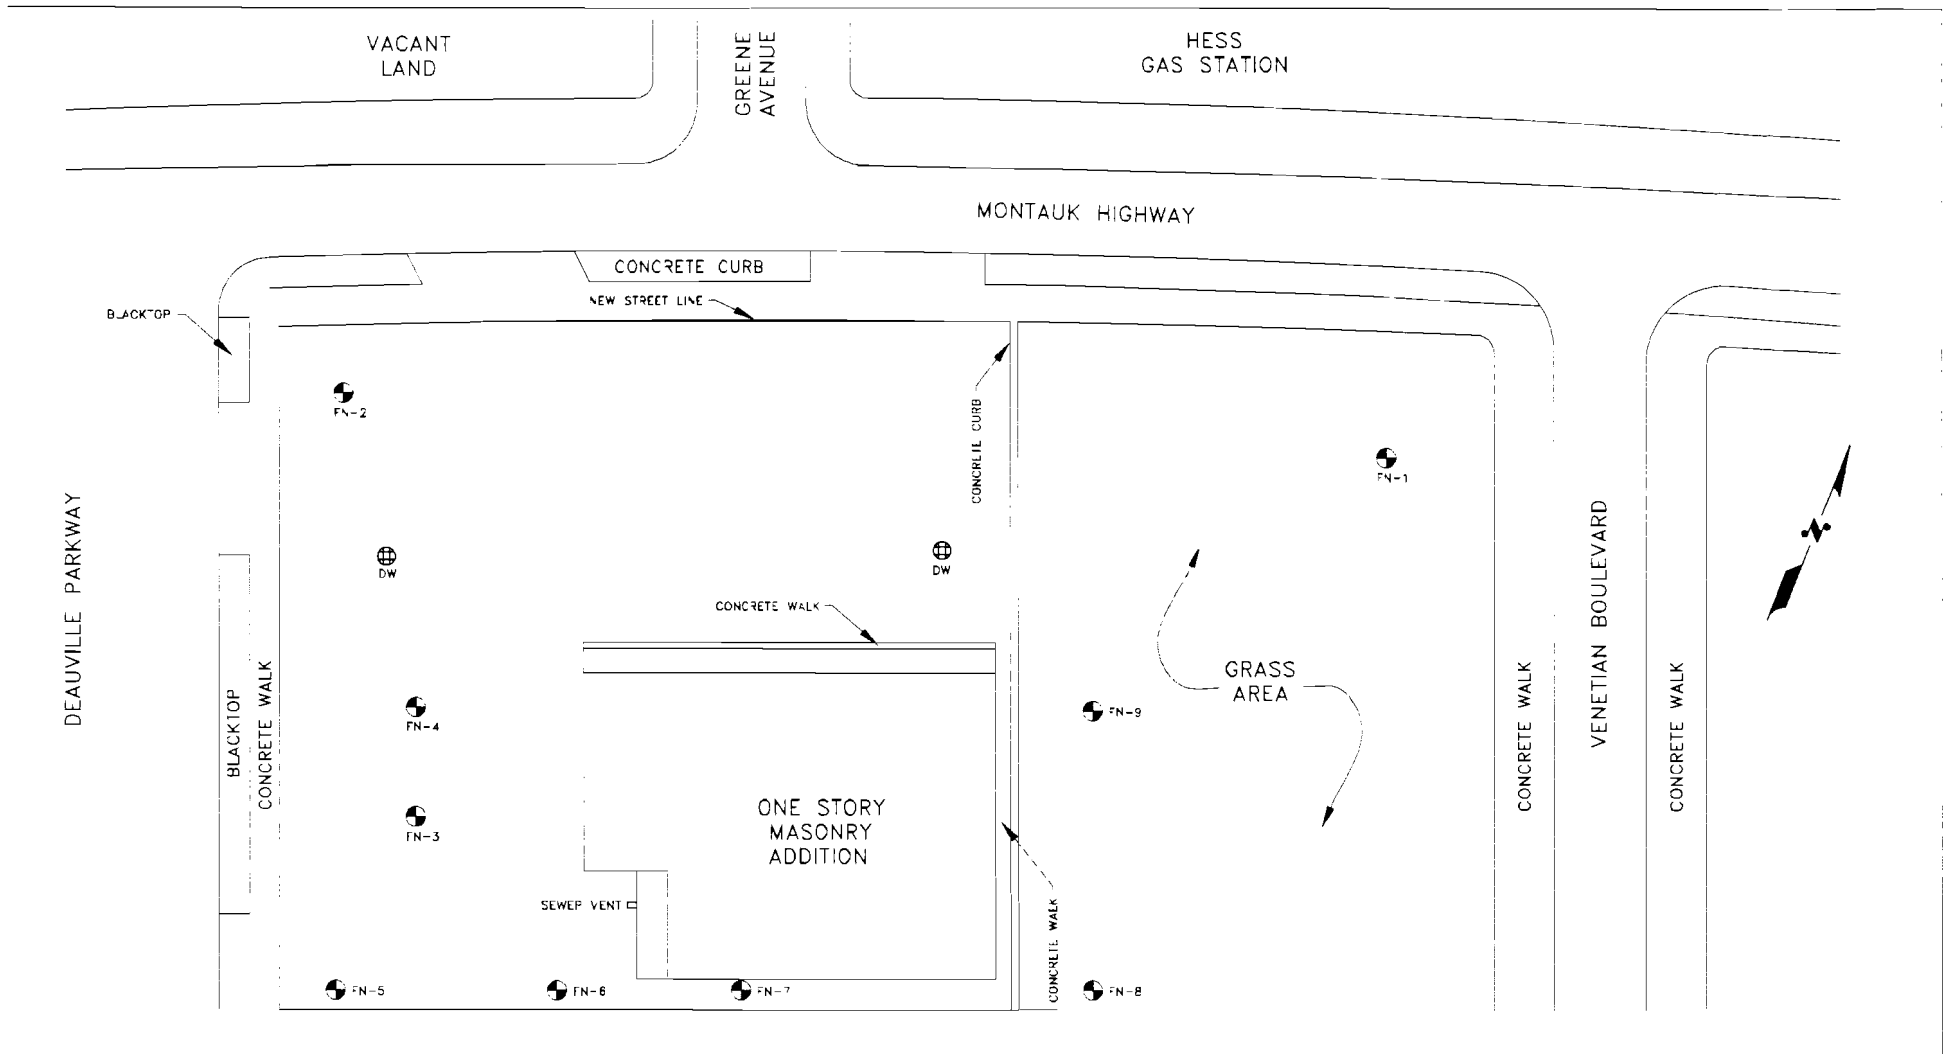 VACANT
LAND
GREENE
AVENUE
HESS
GAS STATION
MONTAUK HIGHWAY
CONCRETE CURB
NEW STREET LINE
BLACKTOP
FN-2
CONCRETE CURB
FN-1
DEAUVILLE PARKWAY
DW
DW
VENETIAN BOULEVARD
N
CONCRETE WALK
BLACKTOP
CONCRETE WALK
FN-4
FN-9
GRASS
AREA
CONCRETE WALK
CONCRETE WALK
FN-3
ONE STORY
MASONRY
ADDITION
SEWER VENT
CONCRETE WALK
FN-5
FN-6
FN-7
FN-8